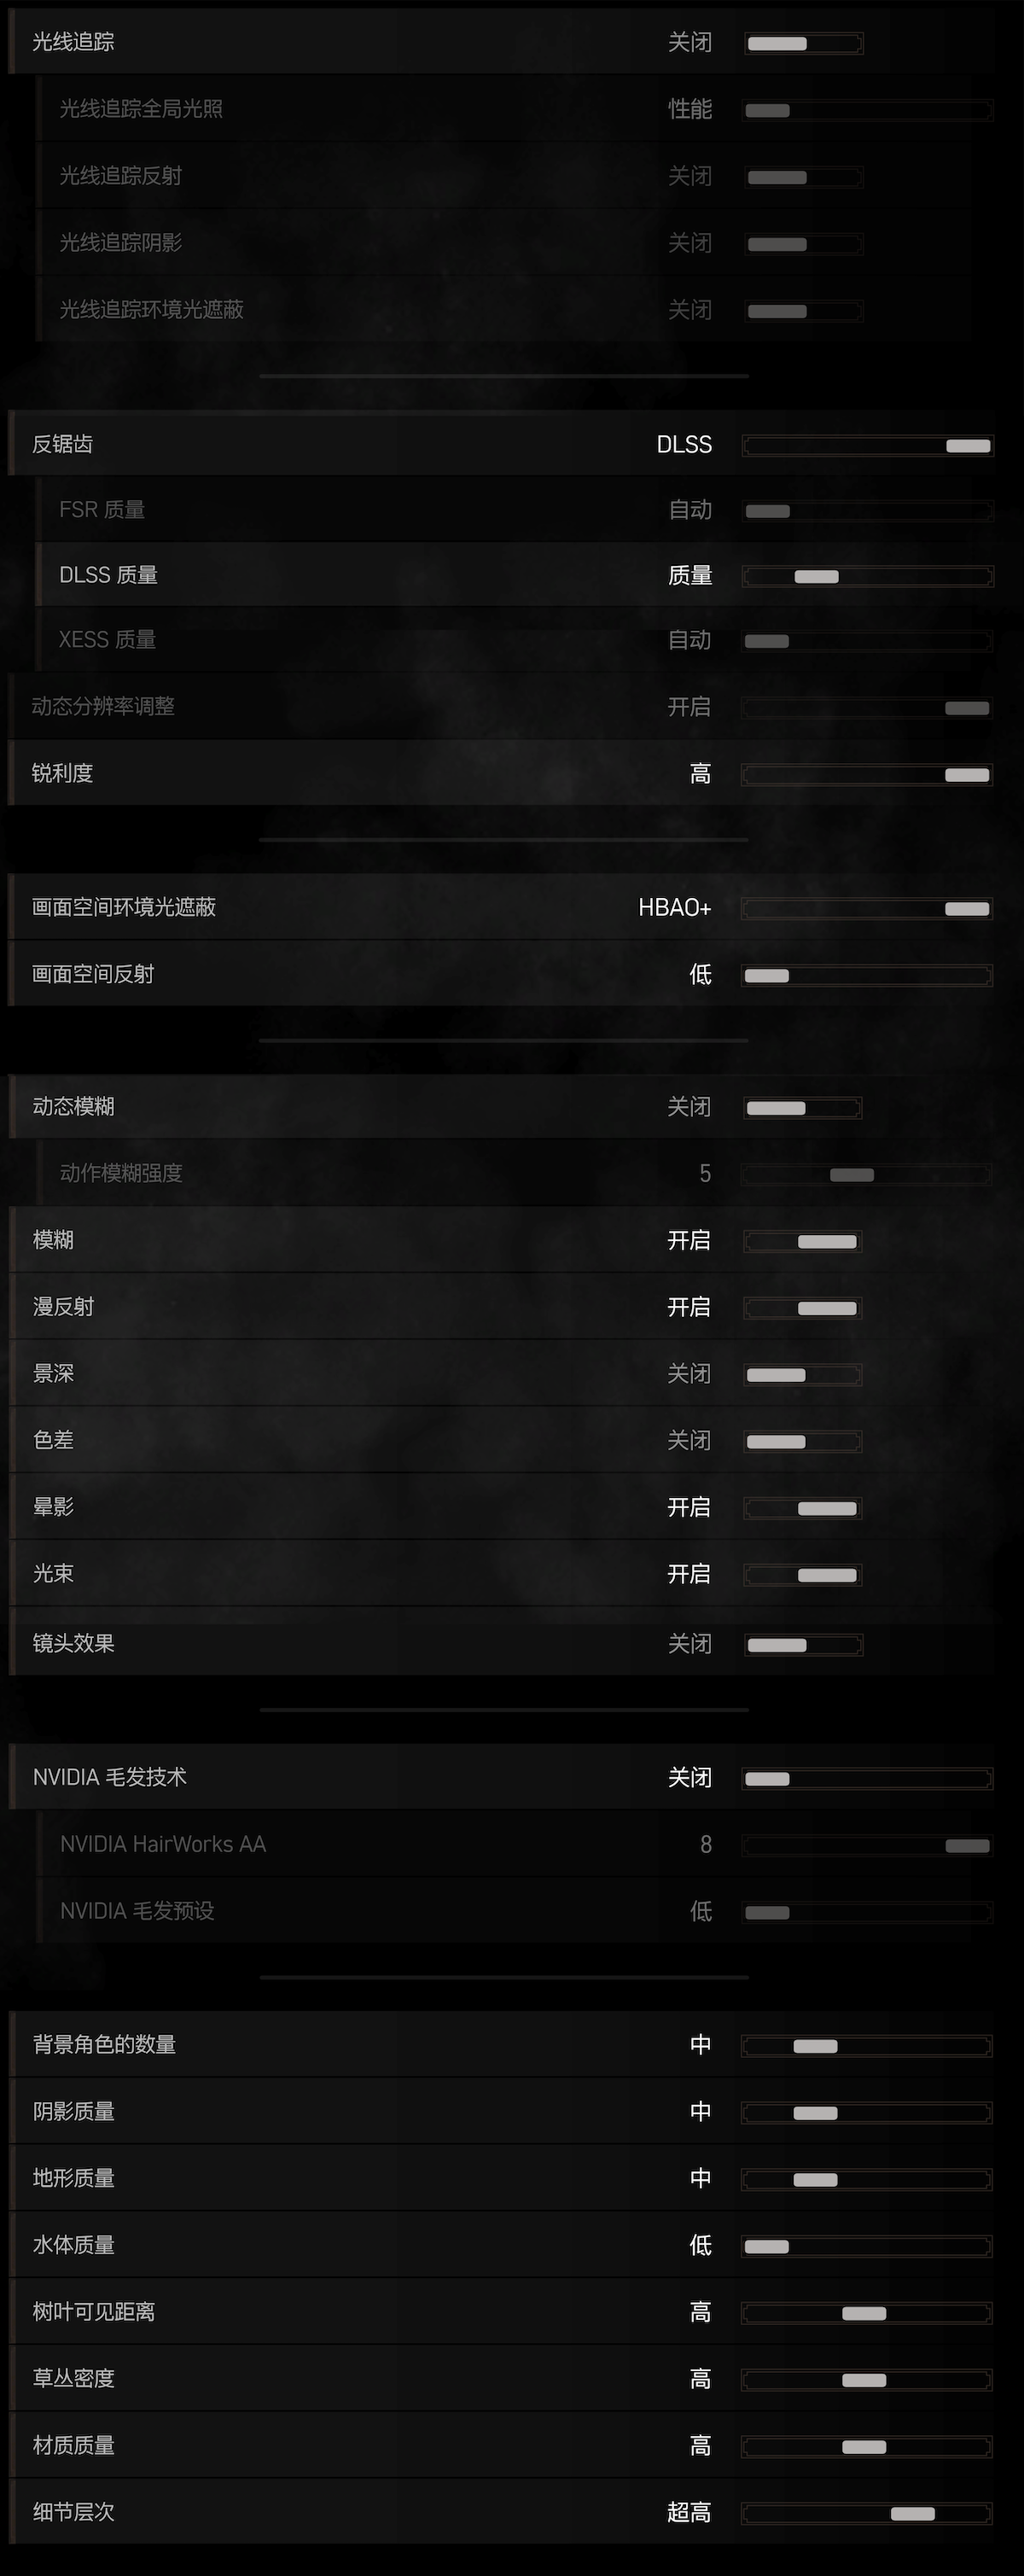 光线追踪 关闭
光线追踪全局光照 性能
光线追踪反射 关闭
光线追踪阴影 关闭
光线追踪环境光遮蔽 关闭
反锯齿 DLSS
FSR 质量 自动
DLSS 质量 质量
XESS 质量 自动
动态分辨率调整 开启
锐利度 高
画面空间环境光遮蔽 HBAO+
画面空间反射 低
动态模糊 关闭
动作模糊强度 5
模糊 开启
漫反射 开启
景深 关闭
色差 关闭
晕影 开启
光束 开启
镜头效果 关闭
NVIDIA 毛发技术 关闭
NVIDIA HairWorks AA 8
NVIDIA 毛发预设 低
背景角色的数量 中
阴影质量 中
地形质量 中
水体质量 低
树叶可见距离 高
草丛密度 高
材质质量 高
细节层次 超高